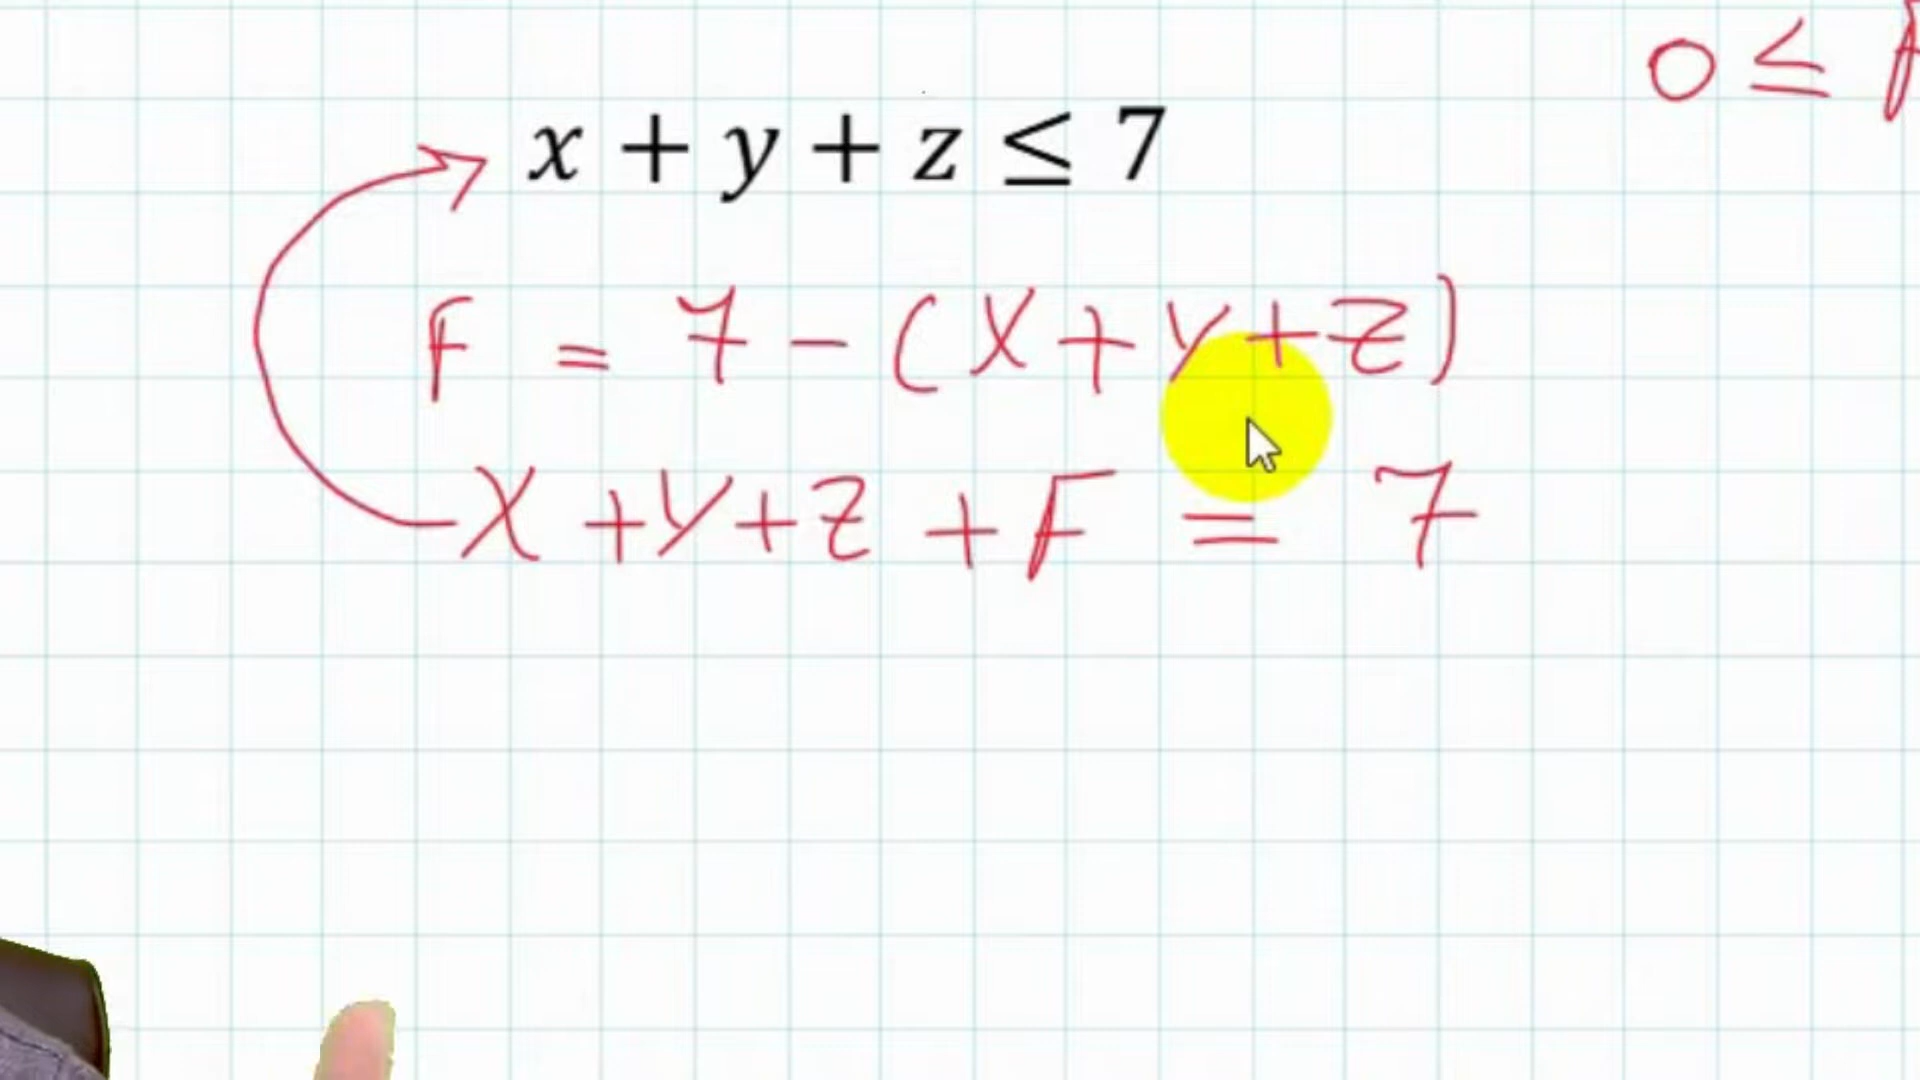 0 ≤
x + y + z ≤ 7
F = 7 - (x + y + z)
x + y + z + F = 7